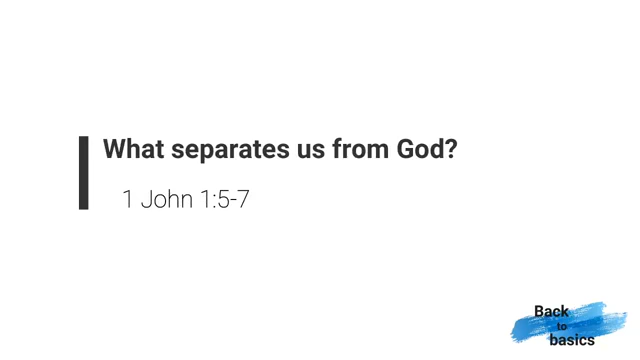 What separates us from God?
1 John 1:5-7
Back
to
basics